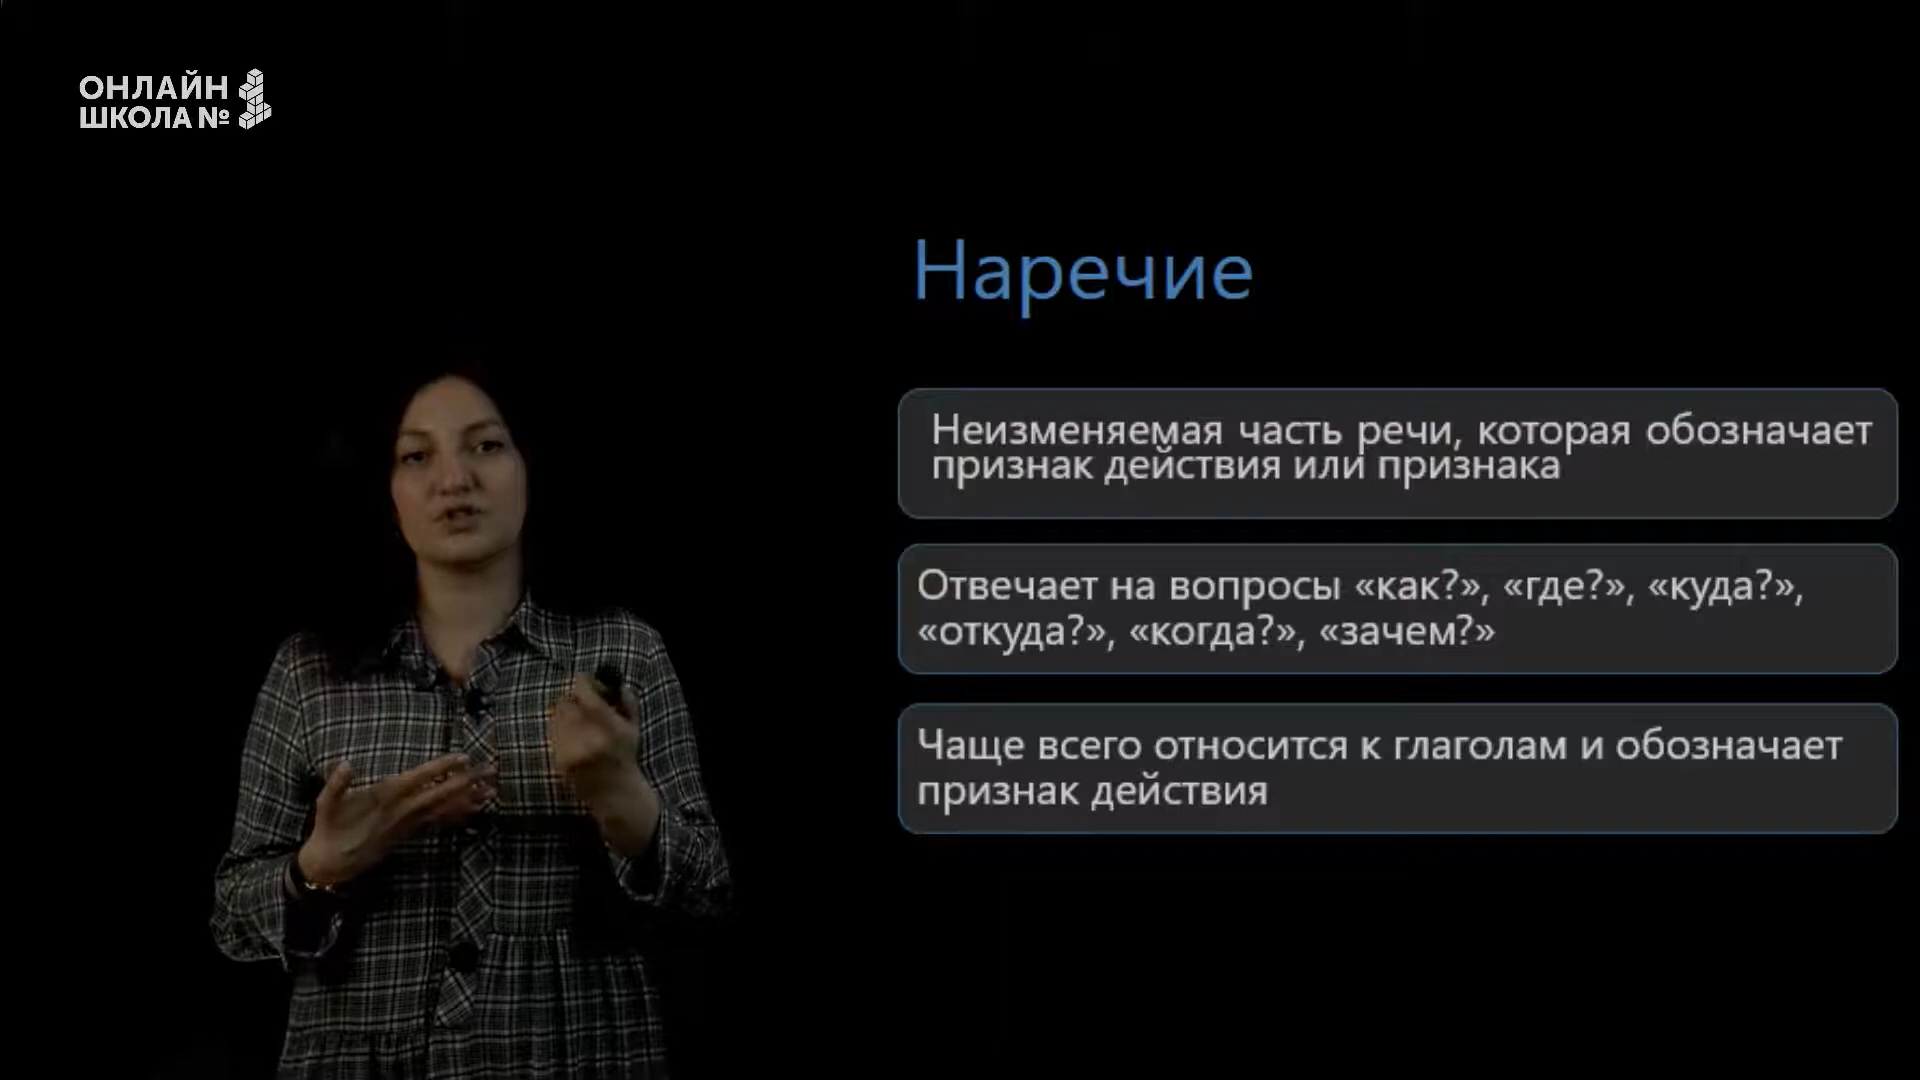 ОНЛАЙН
ШКОЛА №
Наречие
Неизменяемая часть речи, которая обозначает
признак действия или признака
Отвечает на вопросы «как?», «где?», «куда?»,
«откуда?», «когда?», «зачем?»
Чаще всего относится к глаголам и обозначает
признак действия